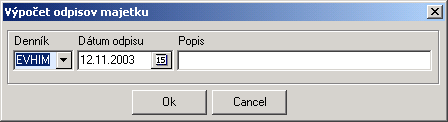 Výpočet odpisov majetku
Denník Dátum odpisu Popis
EVHIM 12.11.2003 15
Ok Cancel